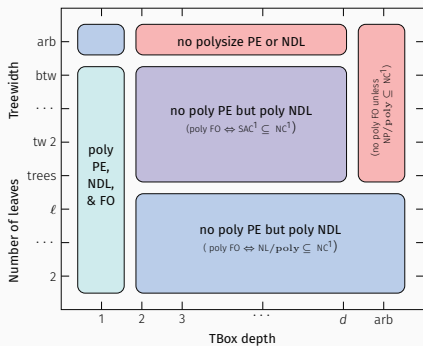 Treewidth
Number of leaves
arb
btw
...
tw 2
trees
ℓ
...
2
no polysize PE or NDL
(no poly FO unless
NP/poly ⊆ NC¹)
no poly PE but poly NDL
(poly FO ⇔ SAC¹ ⊆ NC¹)
poly
PE,
NDL,
& FO
no poly PE but poly NDL
( poly FO ⇔ NL/poly ⊆ NC¹)
1 2 3 ... d arb
TBox depth